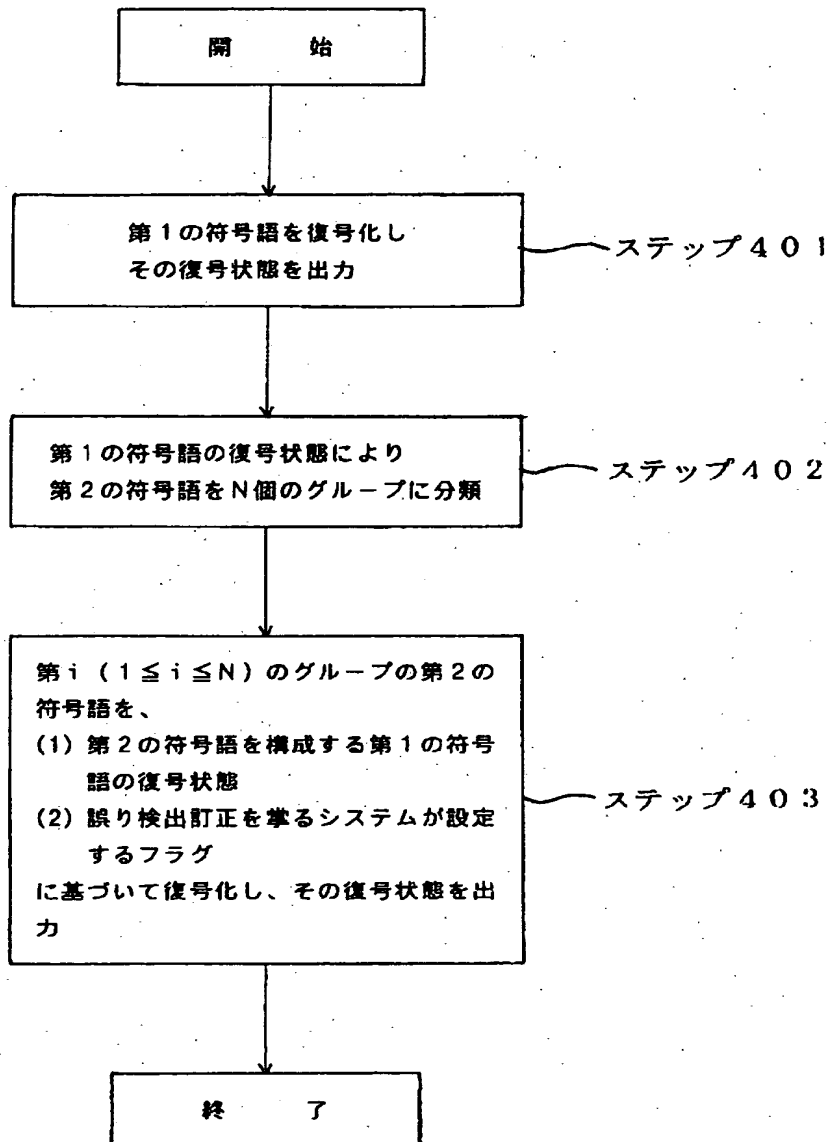 開 始
第1の符号語を復号化し
その復号状態を出力
ステップ401
第1の符号語の復号状態により
第2の符号語をN個のグループに分類
ステップ402
第i(1≦i≦N)のグループの第2の
符号語を、
(1) 第2の符号語を構成する第1の符号
語の復号状態
(2) 誤り検出訂正を掌るシステムが設定
するフラグ
に基づいて復号化し、その復号状態を出
力
ステップ403
終 了